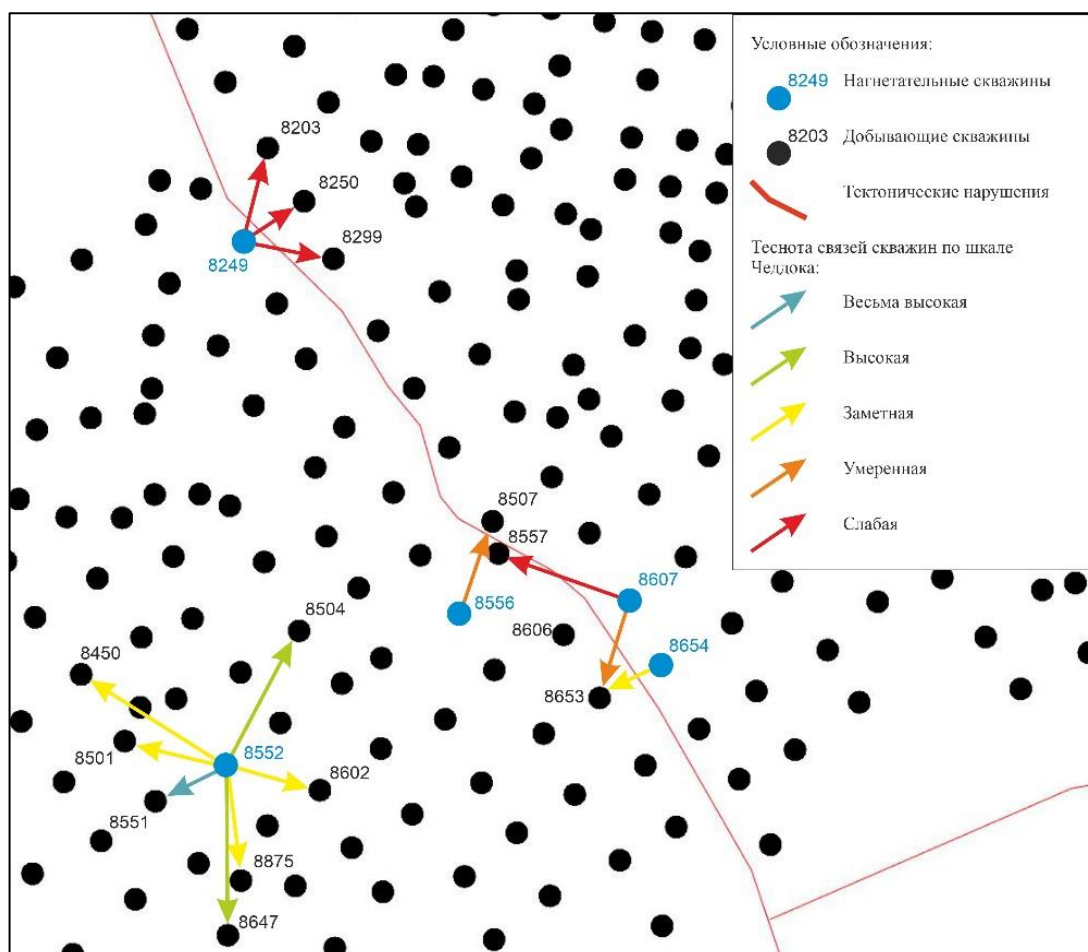 Условные обозначения:
8249 Нагнетательные скважины
8203 Добывающие скважины
Тектонические нарушения
Теснота связей скважин по шкале
Чеддока:
Весьма высокая
Высокая
Заметная
Умеренная
Слабая
8203
8250
8299
8249
8507
8557
8607
8556
8504
8606
8654
8450
8653
8501
8552
8602
8551
8875
8647